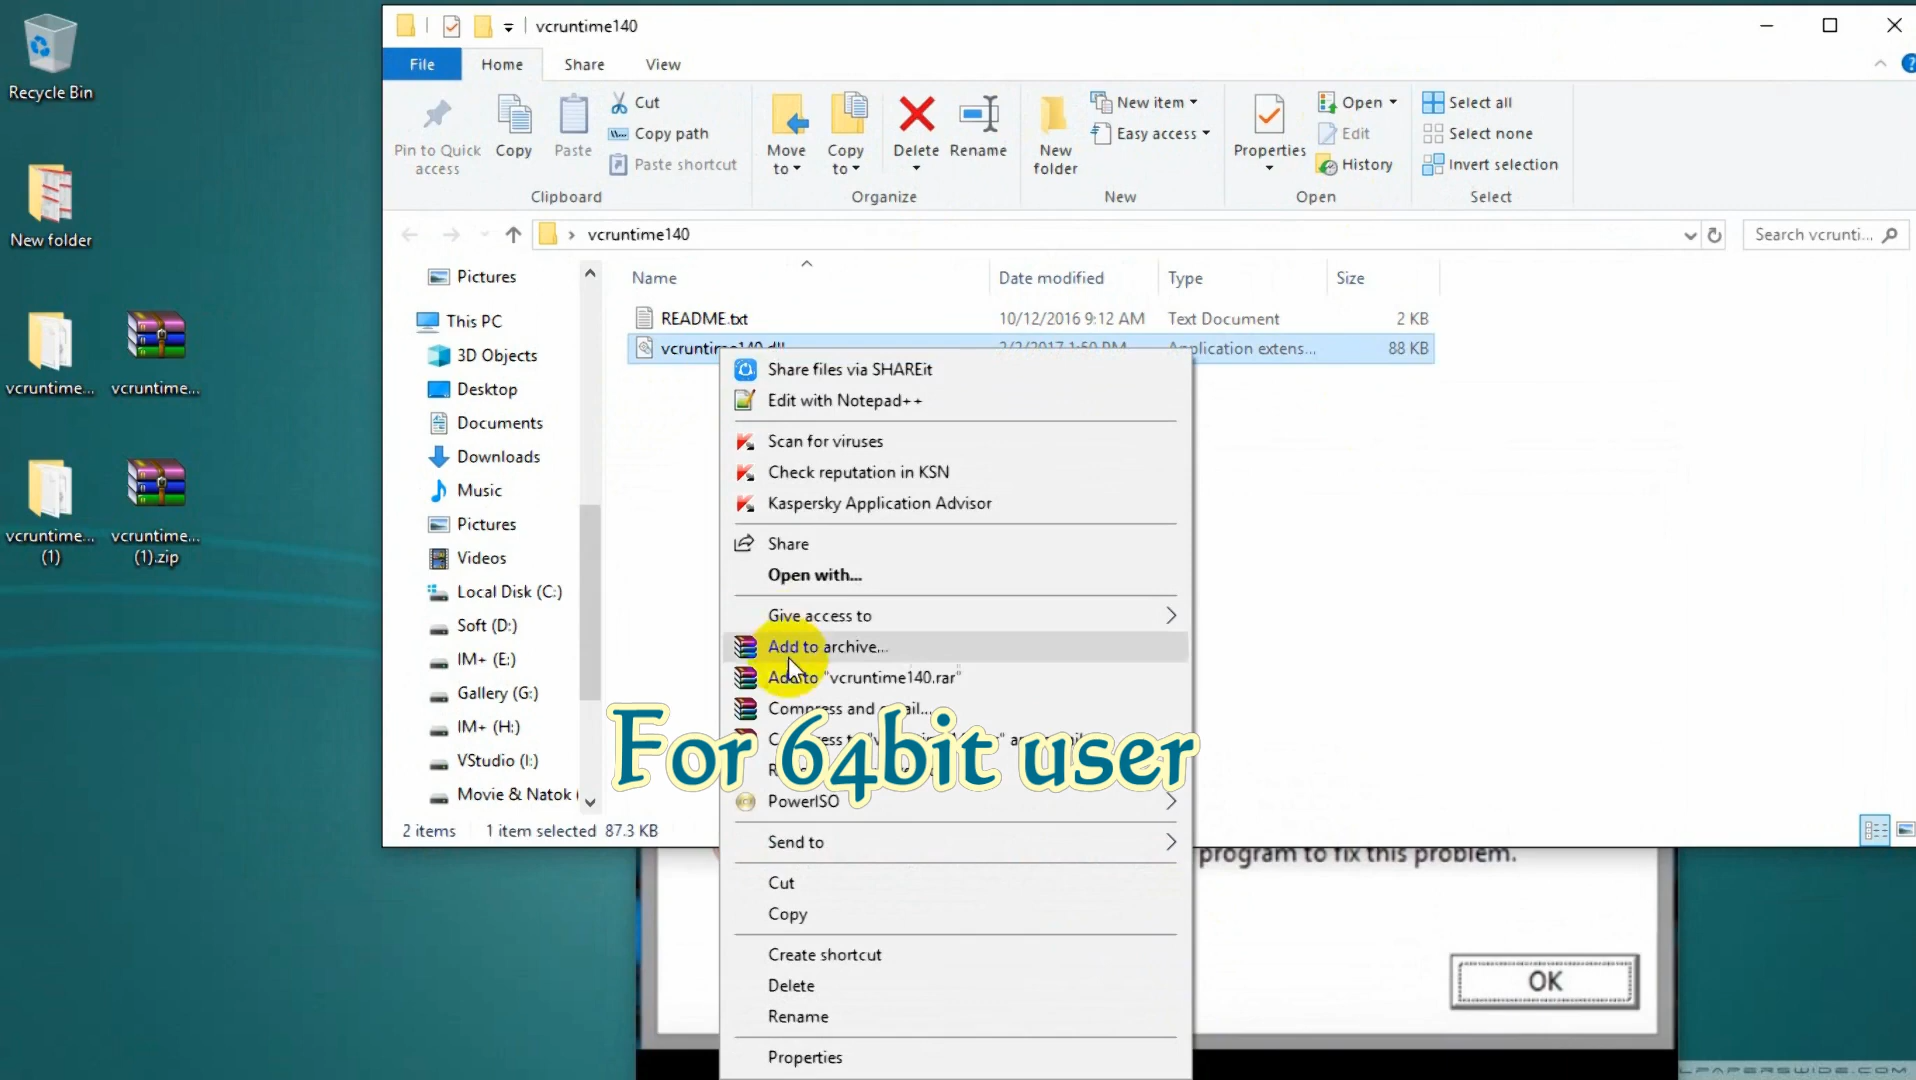 Recycle Bin
New folder
vcruntime...
vcruntime...
vcruntime...
(1)
vcruntime...
(1).zip
vcruntime140
File
Home
Share
View
Pin to Quick
access
Copy
Paste
Cut
Copy path
Paste shortcut
Clipboard
Move
to
Copy
to
Delete
Rename
Organize
New
folder
New item
Easy access
New
Properties
Open
Edit
History
Open
Select all
Select none
Invert selection
Select
vcruntime140
Search vcrunti...
Pictures
This PC
3D Objects
Desktop
Documents
Downloads
Music
Pictures
Videos
Local Disk (C:)
Soft (D:)
IM+ (E:)
Gallery (G:)
IM+ (H:)
VStudio (I:)
Movie & Natok (
Name
Date modified
Type
Size
README.txt
10/12/2016 9:12 AM
Text Document
2 KB
vcruntime140.dll
Application extens...
88 KB
Share files via SHAREit
Edit with Notepad++
Scan for viruses
Check reputation in KSN
Kaspersky Application Advisor
Share
Open with...
Give access to
Add to archive...
Add to "vcruntime140.rar"
Compress and email...
For 64bit user
PowerISO
Send to
Cut
Copy
Create shortcut
Delete
Rename
Properties
2 items
1 item selected
87.3 KB
program to fix this problem.
OK
LPAPERSWIDE.COM